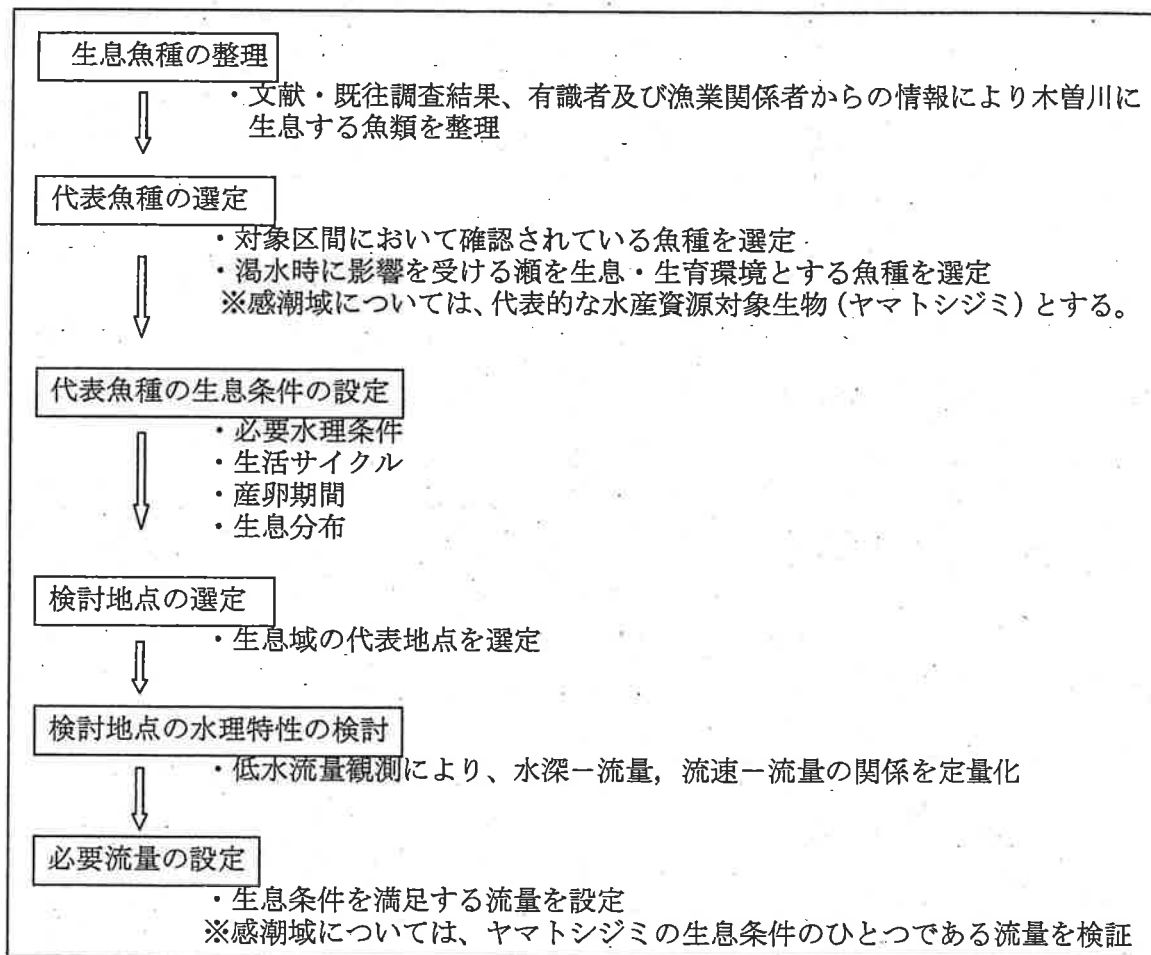 生息魚種の整理
・文献・既往調査結果、有識者及び漁業関係者からの情報により木曽川に
生息する魚類を整理
代表魚種の選定
・対象区間において確認されている魚種を選定
・渇水時に影響を受ける瀬を生息・生育環境とする魚種を選定
※感潮域については、代表的な水産資源対象生物(ヤマトシジミ)とする。
代表魚種の生息条件の設定
・必要水理条件
・生活サイクル
・産卵期間
・生息分布
検討地点の選定
・生息域の代表地点を選定
検討地点の水理特性の検討
・低水流量観測により、水深－流量，流速－流量の関係を定量化
必要流量の設定
・生息条件を満足する流量を設定
※感潮域については、ヤマトシジミの生息条件のひとつである流量を検証